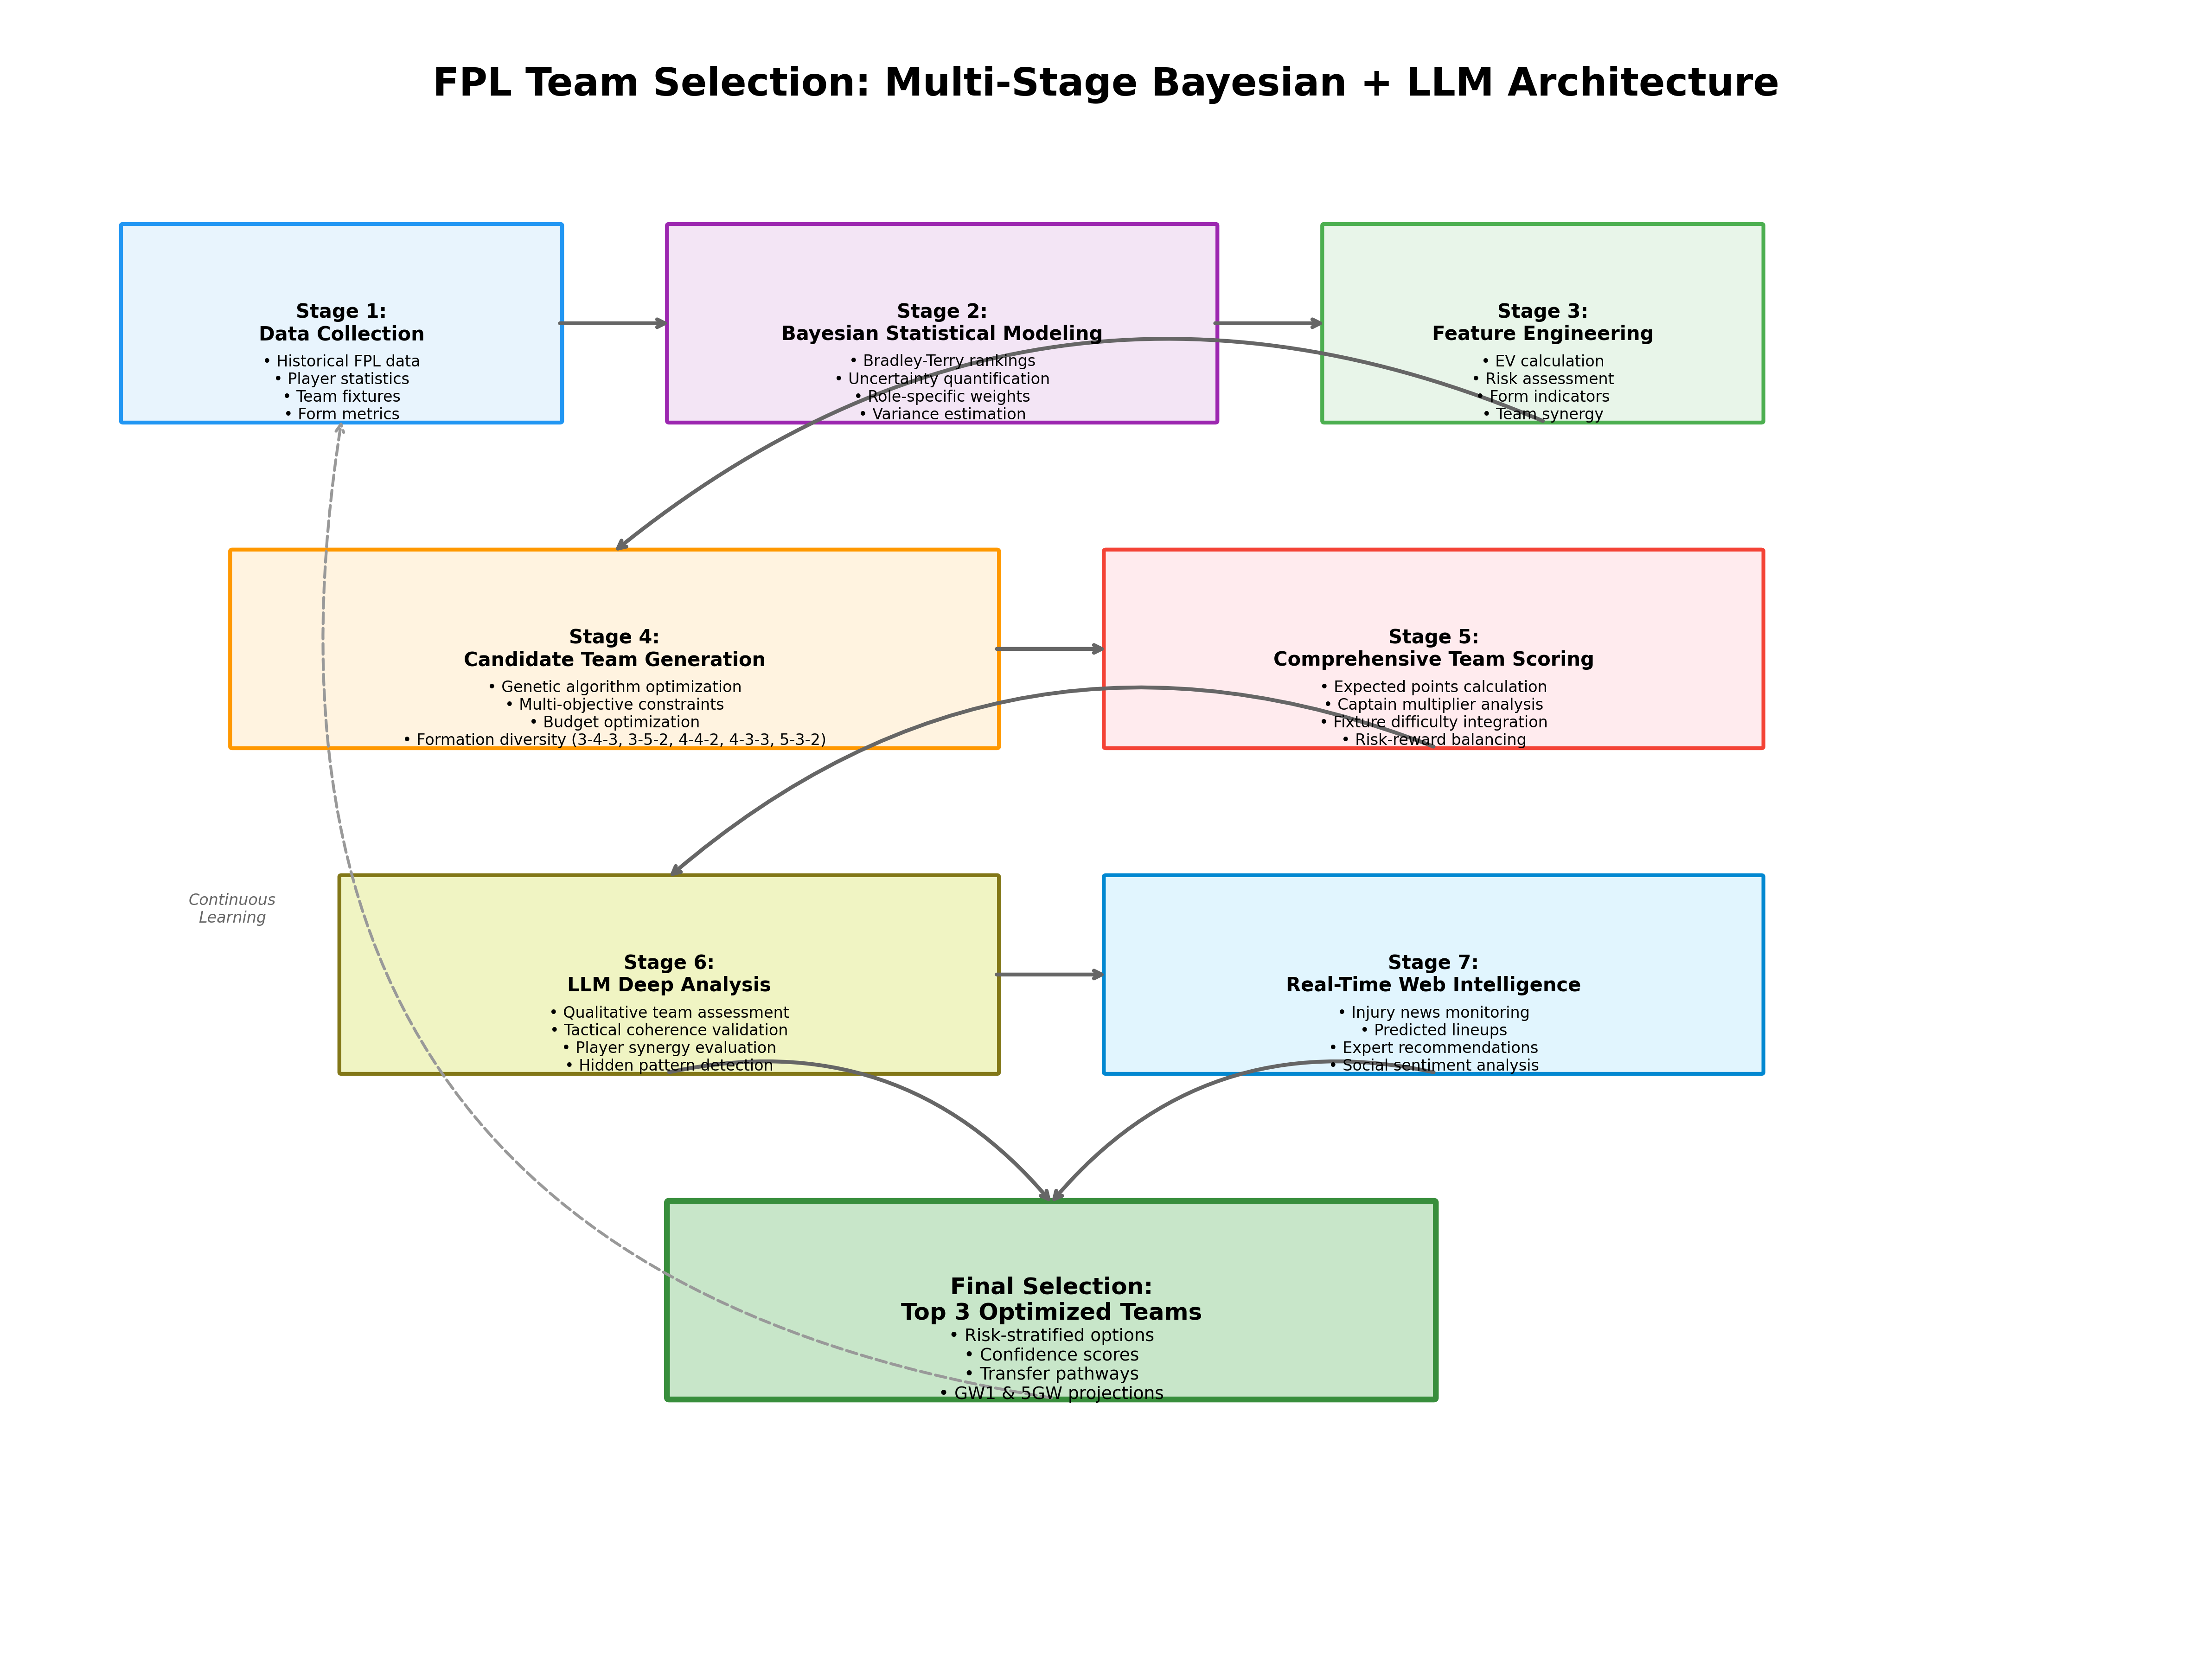 FPL Team Selection: Multi-Stage Bayesian + LLM Architecture
Stage 1:
Data Collection
• Historical FPL data
• Player statistics
• Team fixtures
• Form metrics
Stage 2:
Bayesian Statistical Modeling
• Bradley-Terry rankings
• Uncertainty quantification
• Role-specific weights
• Variance estimation
Stage 3:
Feature Engineering
• EV calculation
• Risk assessment
• Form indicators
• Team synergy
Stage 4:
Candidate Team Generation
• Genetic algorithm optimization
• Multi-objective constraints
• Budget optimization
• Formation diversity (3-4-3, 3-5-2, 4-4-2, 4-3-3, 5-3-2)
Stage 5:
Comprehensive Team Scoring
• Expected points calculation
• Captain multiplier analysis
• Fixture difficulty integration
• Risk-reward balancing
Continuous
Learning
Stage 6:
LLM Deep Analysis
• Qualitative team assessment
• Tactical coherence validation
• Player synergy evaluation
• Hidden pattern detection
Stage 7:
Real-Time Web Intelligence
• Injury news monitoring
• Predicted lineups
• Expert recommendations
• Social sentiment analysis
Final Selection:
Top 3 Optimized Teams
• Risk-stratified options
• Confidence scores
• Transfer pathways
• GW1 & 5GW projections